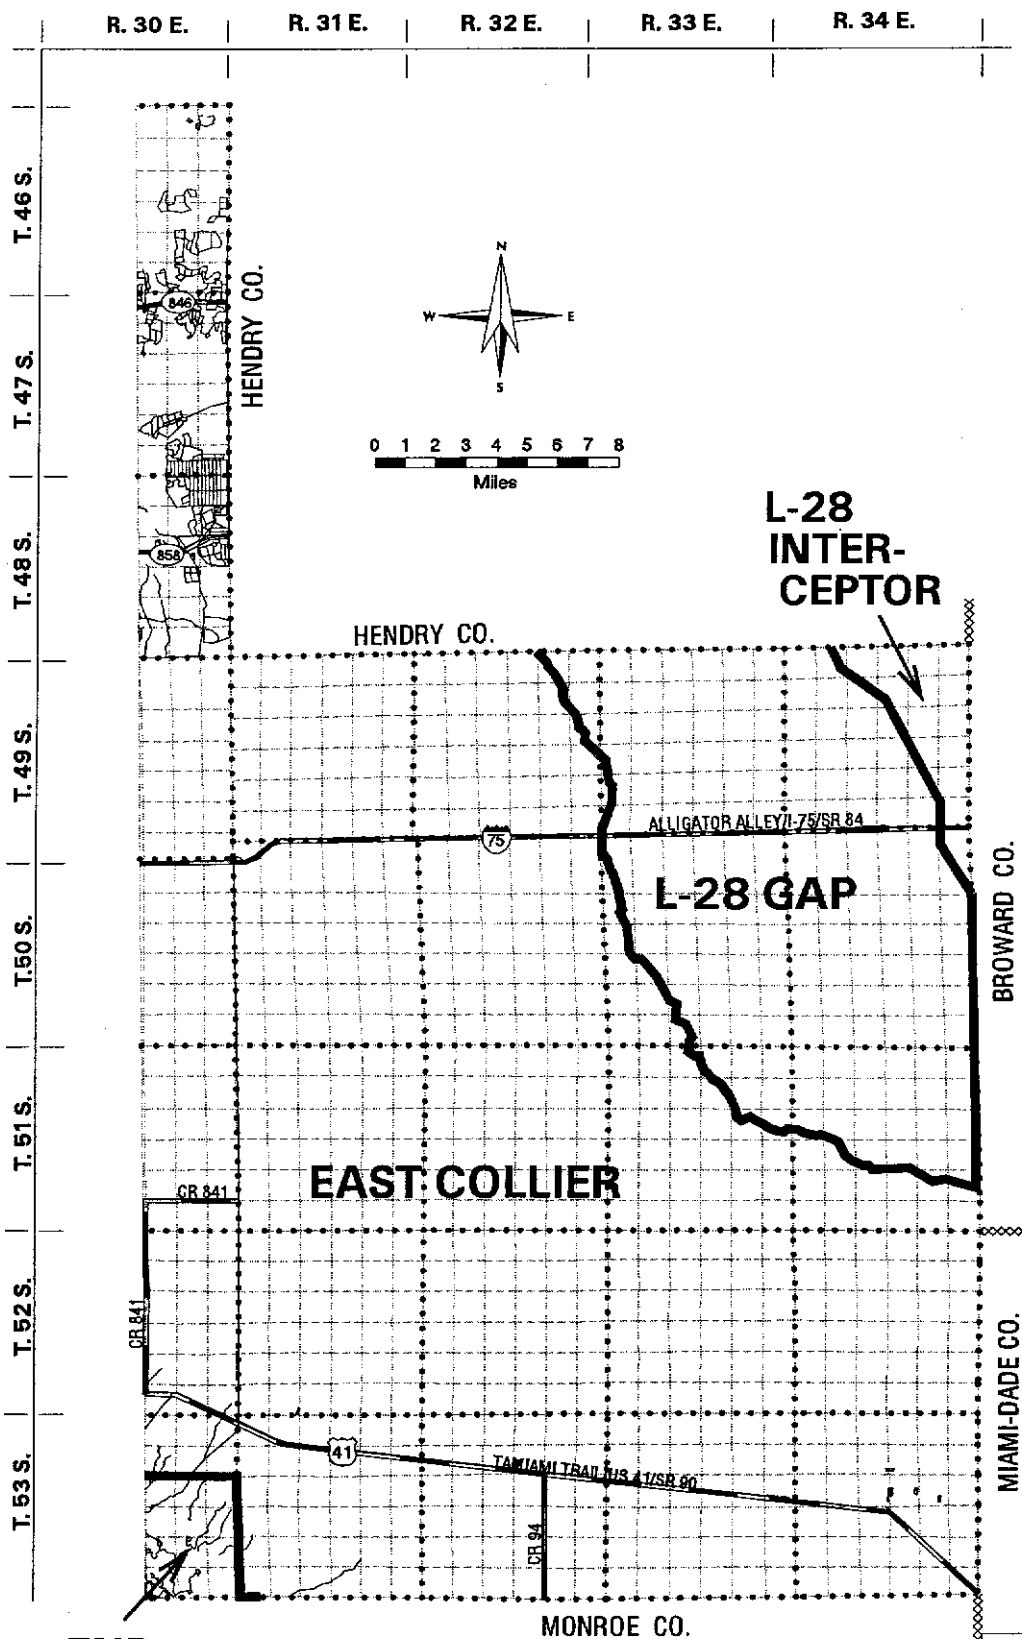 R. 30 E. R. 31 E. R. 32 E. R. 33 E. R. 34 E.
T. 46 S.
T. 47 S.
T. 48 S.
T. 49 S.
T. 50 S.
T. 51 S.
T. 52 S.
T. 53 S.
846
HENDRY CO.
N
W E
S
0 1 2 3 4 5 6 7 8
Miles
858
L-28
INTER-
CEPTOR
HENDRY CO.
ALLIGATOR ALLEY/I-75/SR 84
75
L-28 GAP
BROWARD CO.
EAST COLLIER
CR 841
CR 841
MIAMI-DADE CO.
41
TAMIAMI TRAIL/US 41/SR 90
CR 94
MONROE CO.